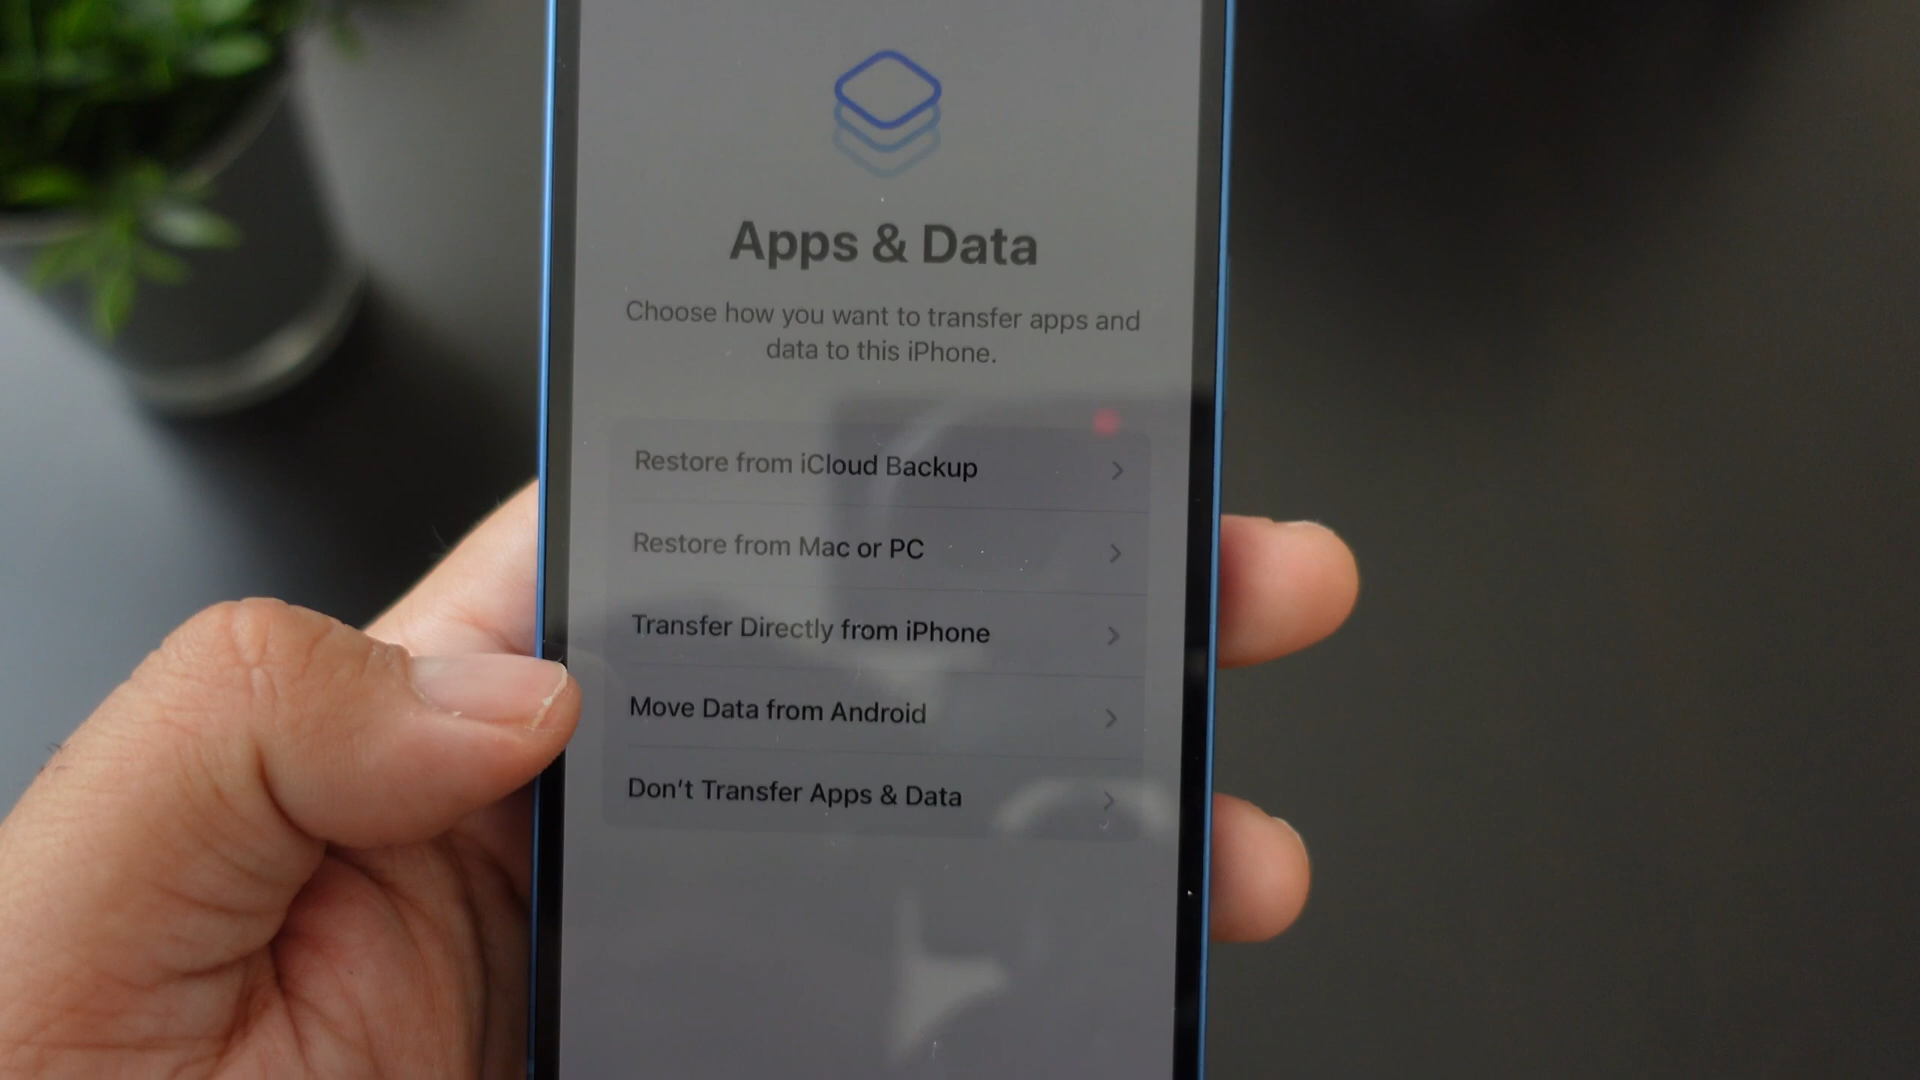 Apps & Data
Choose how you want to transfer apps and
data to this iPhone.
Restore from iCloud Backup
Restore from Mac or PC
Transfer Directly from iPhone
Move Data from Android
Don't Transfer Apps & Data